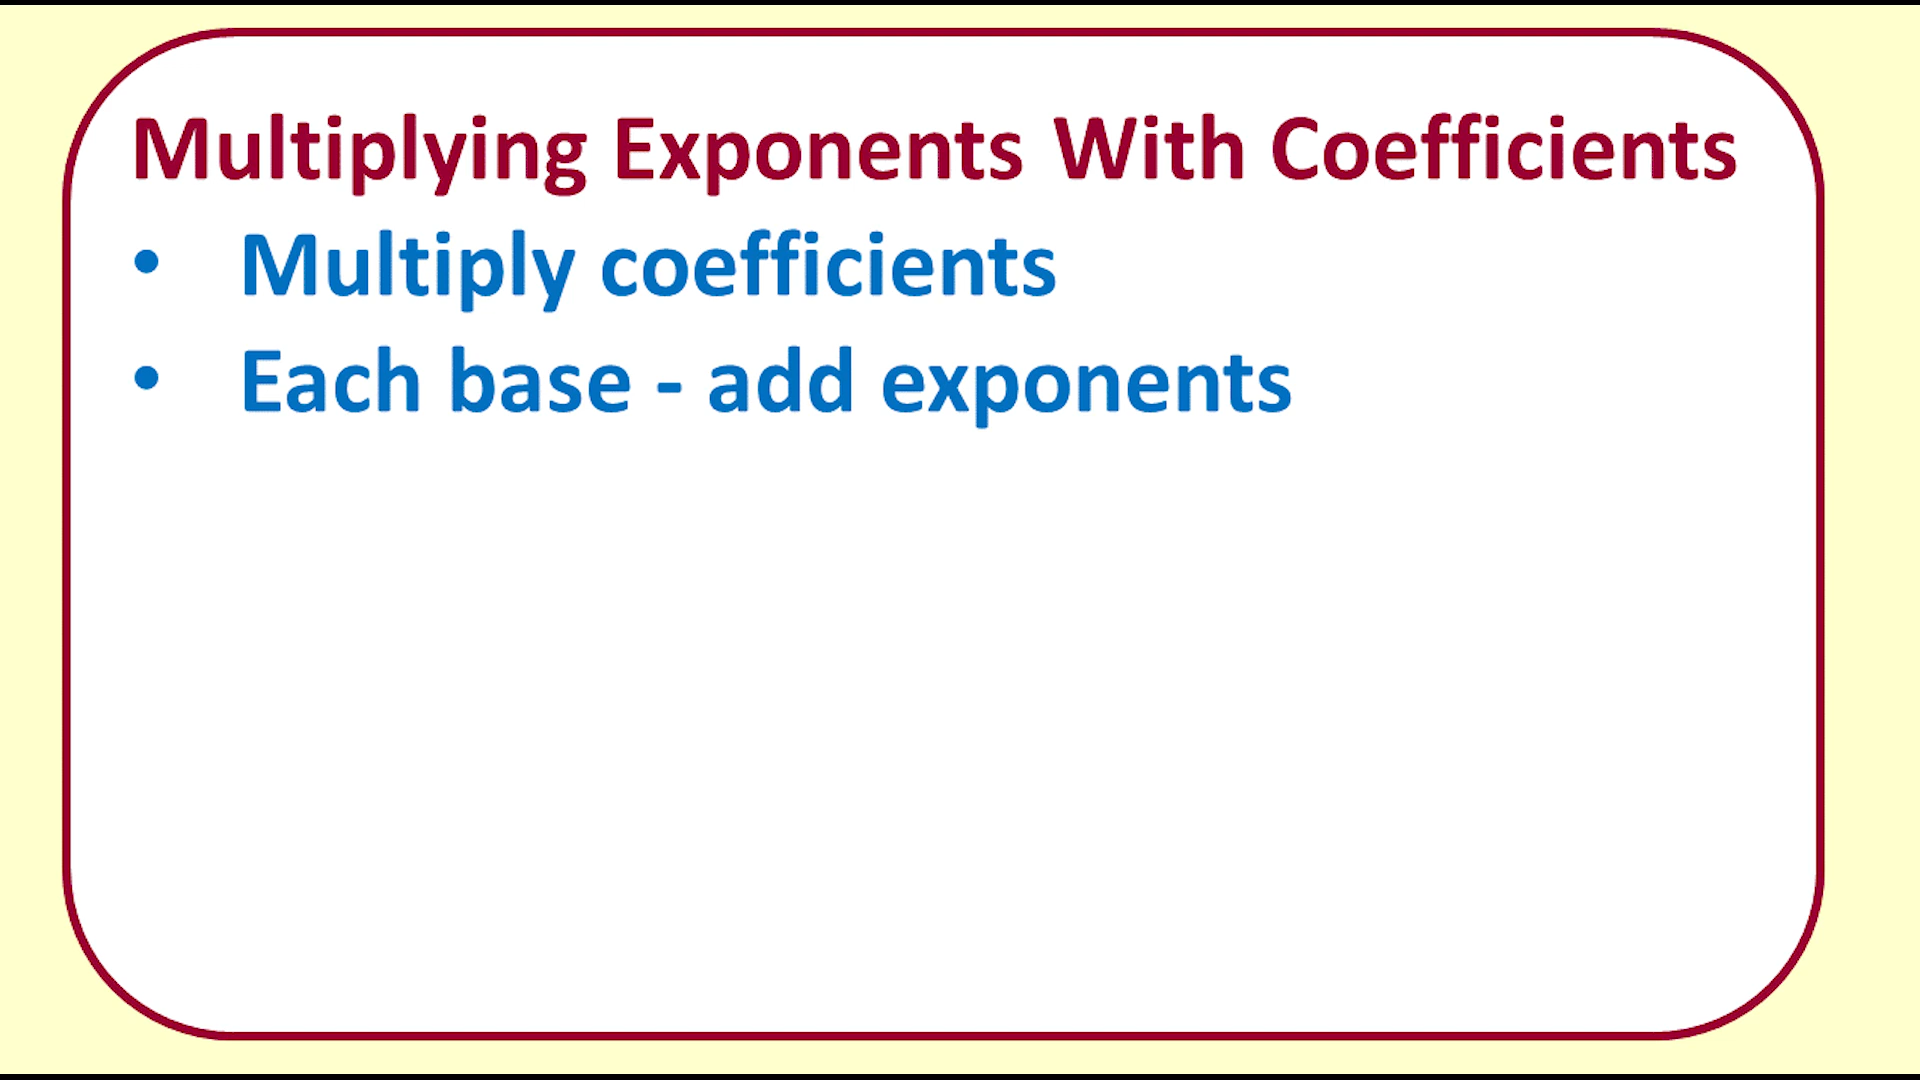 Multiplying Exponents With Coefficients
• Multiply coefficients
• Each base - add exponents